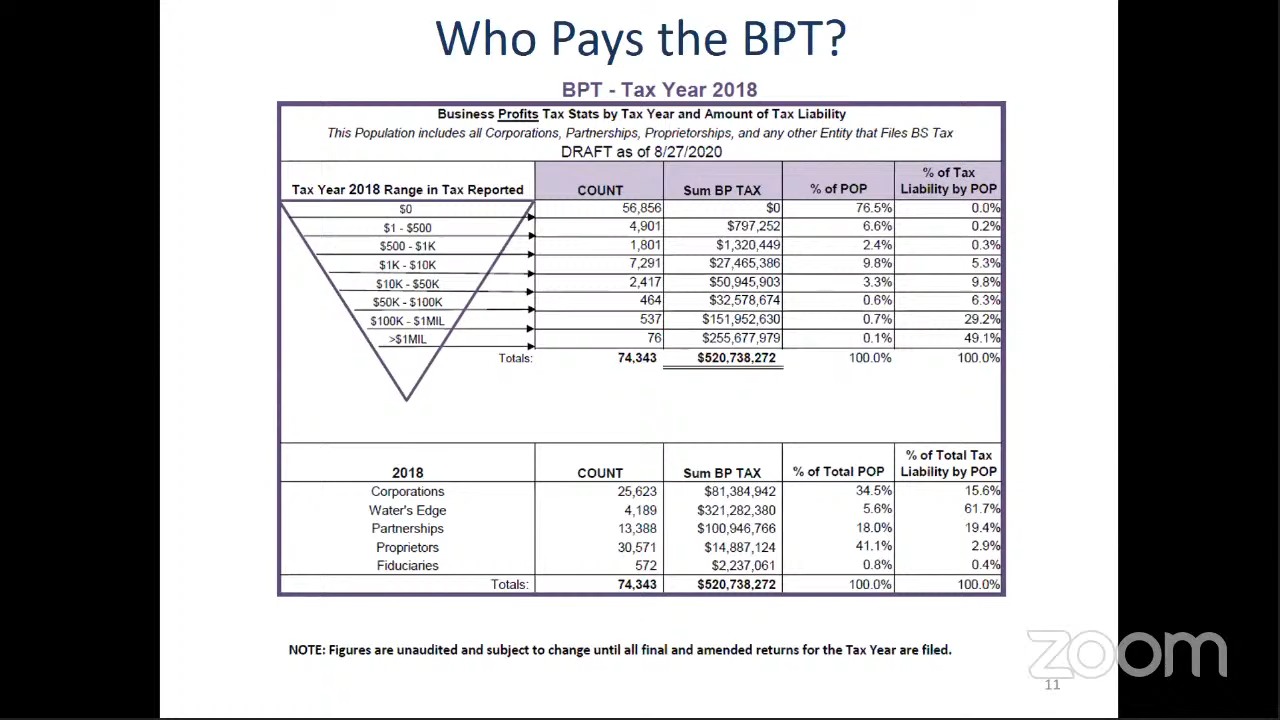 Who Pays the BPT?
BPT - Tax Year 2018
Business Profits Tax Stats by Tax Year and Amount of Tax Liability
This Population includes all Corporations, Partnerships, Proprietorships, and any other Entity that Files BS Tax
DRAFT as of 8/27/2020
Tax Year 2018 Range in Tax Reported COUNT Sum BP TAX % of POP % of Tax Liability by POP
$0 56,856 $0 76.5% 0.0%
$1 - $500 4,901 $797,252 6.6% 0.2%
$500 - $1K 1,801 $1,320,449 2.4% 0.3%
$1K - $10K 7,291 $27,465,386 9.8% 5.3%
$10K - $50K 2,417 $50,945,903 3.3% 9.8%
$50K - $100K 464 $32,578,674 0.6% 6.3%
$100K - $1MIL 537 $151,952,630 0.7% 29.2%
>$1MIL 76 $255,677,979 0.1% 49.1%
Totals: 74,343 $520,738,272 100.0% 100.0%
2018 COUNT Sum BP TAX % of Total POP % of Total Tax Liability by POP
Corporations 25,623 $81,384,942 34.5% 15.6%
Water's Edge 4,189 $321,282,380 5.6% 61.7%
Partnerships 13,388 $100,946,766 18.0% 19.4%
Proprietors 30,571 $14,887,124 41.1% 2.9%
Fiduciaries 572 $2,237,061 0.8% 0.4%
Totals: 74,343 $520,738,272 100.0% 100.0%
NOTE: Figures are unaudited and subject to change until all final and amended returns for the Tax Year are filed.
zoom
11